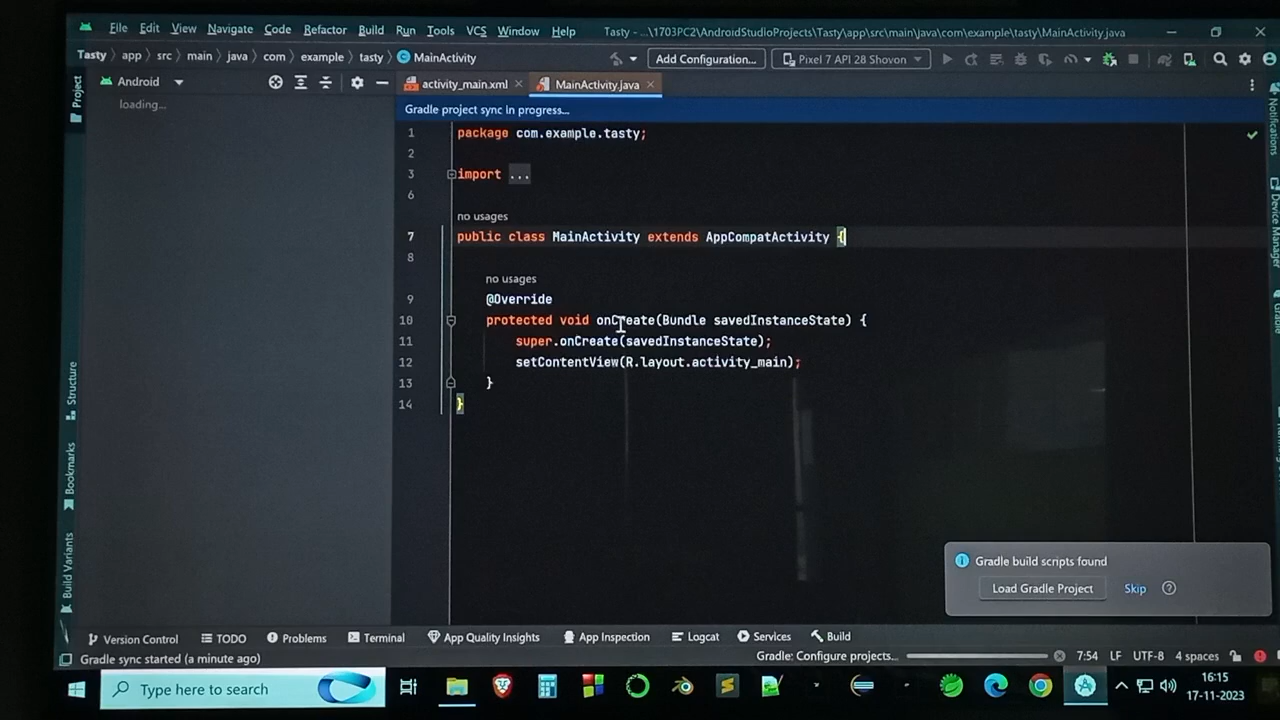 File Edit View Navigate Code Refactor Build Run Tools VCS Window Help Tasty - ...\1703PC2\AndroidStudioProjects\Tasty\app\src\main\java\com\example\tasty\MainActivity.java
Tasty app src main java com example tasty MainActivity Add Configuration... Pixel 7 API 28 Shovon
Project
Android
activity_main.xml MainActivity.java
loading...
Gradle project sync in progress...
1 package com.example.tasty;
2
3 import ...
6
no usages
7 public class MainActivity extends AppCompatActivity {
8
no usages
9 @Override
10 protected void onCreate(Bundle savedInstanceState) {
11 super.onCreate(savedInstanceState);
12 setContentView(R.layout.activity_main);
13 }
14 }
Structure
Bookmarks
Build Variants
Notifications
Device Manager
Gradle build scripts found
Load Gradle Project Skip
Version Control TODO Problems Terminal App Quality Insights App Inspection Logcat Services Build
Gradle sync started (a minute ago) Gradle: Configure projects... 7:54 LF UTF-8 4 spaces
Type here to search
16:15
17-11-2023